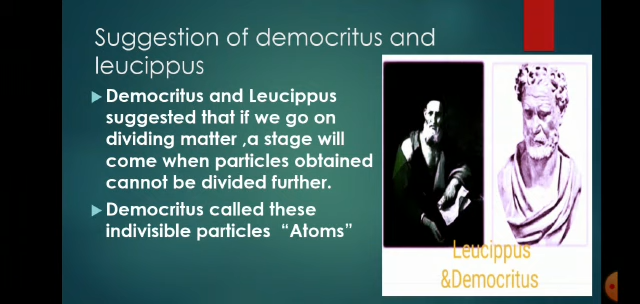 Suggestion of democritus and
leucippus
Democritus and Leucippus
suggested that if we go on
dividing matter ,a stage will
come when particles obtained
cannot be divided further.
Democritus called these
indivisible particles “Atoms”
Leucippus
&Democritus